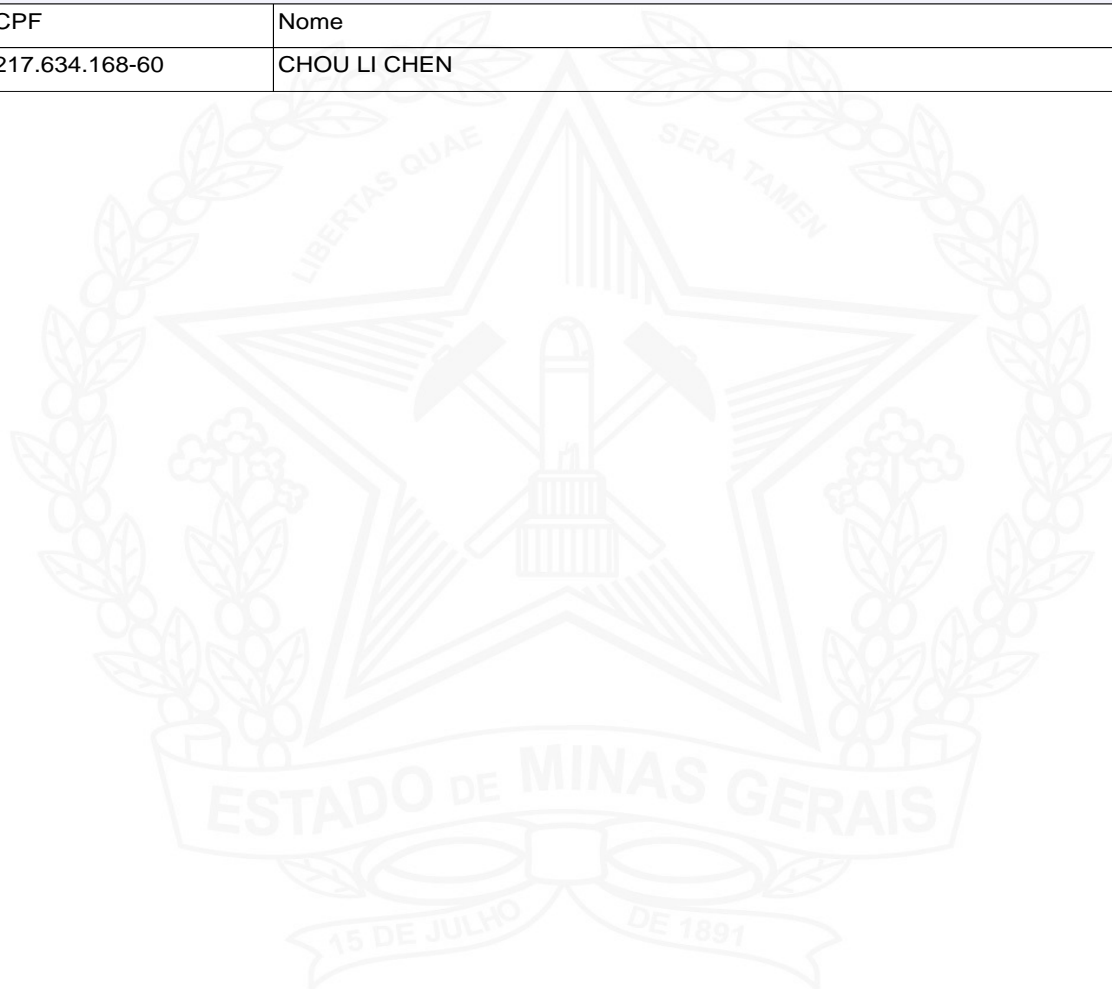 CPF Nome
217.634.168-60 CHOU LI CHEN
LIBERTAS QUAE SERA TAMEN
ESTADO DE MINAS GERAIS
15 DE JULHO DE 1891